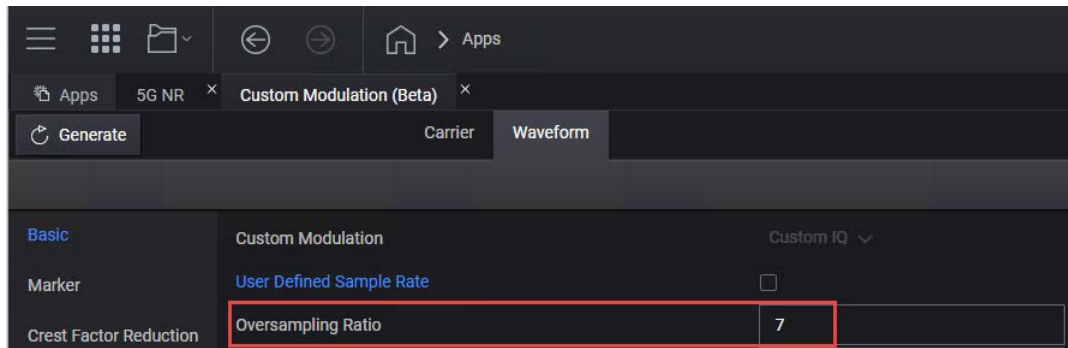 Apps
Apps 5G NR × Custom Modulation (Beta) ×
Generate Carrier Waveform
Basic Custom Modulation Custom IQ
Marker User Defined Sample Rate
Crest Factor Reduction Oversampling Ratio 7